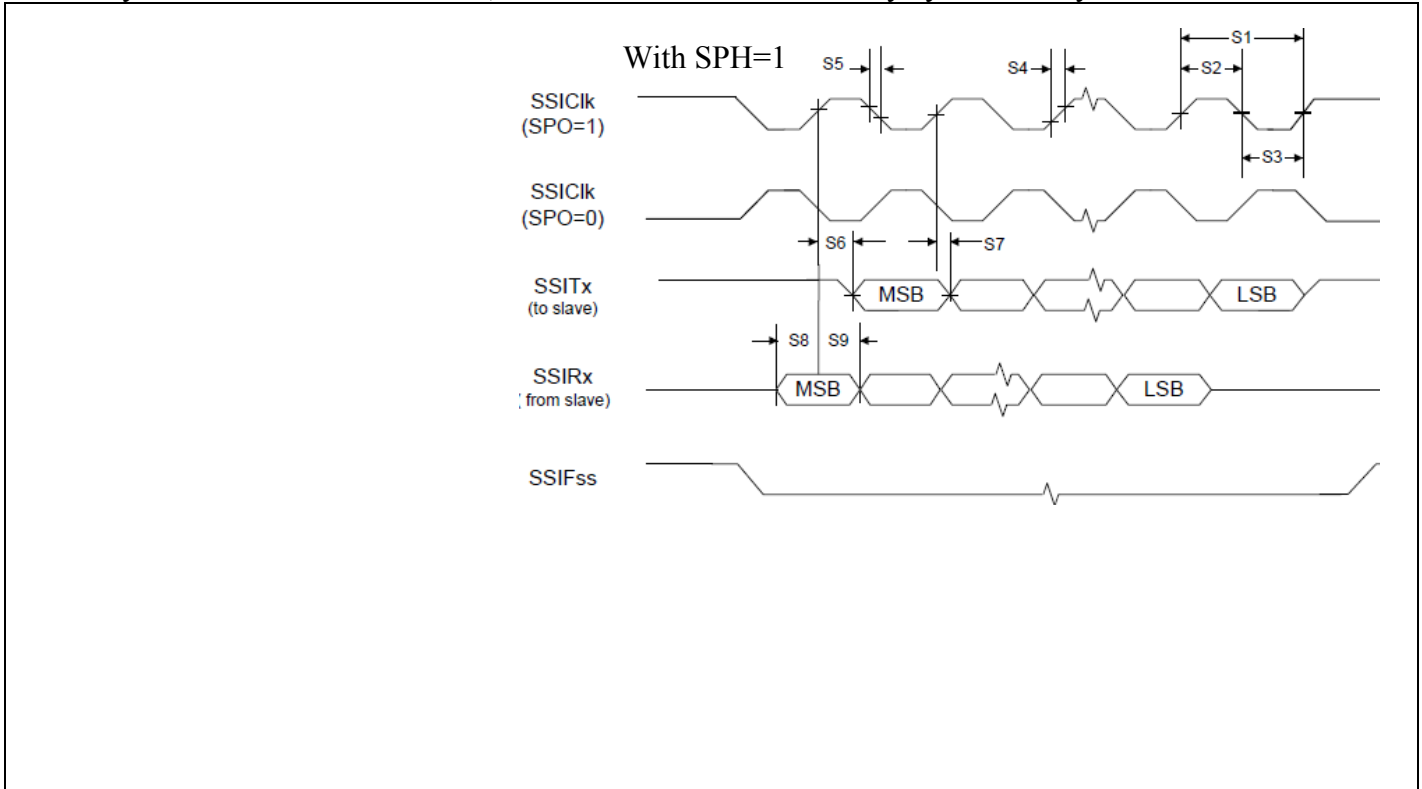 With SPH=1
S1
S5
S4
S2
SSIClk
(SPO=1)
S3
SSIClk
(SPO=0)
S6
S7
SSITx
(to slave)
MSB
LSB
S8
S9
SSIRx
( from slave)
MSB
LSB
SSIFss